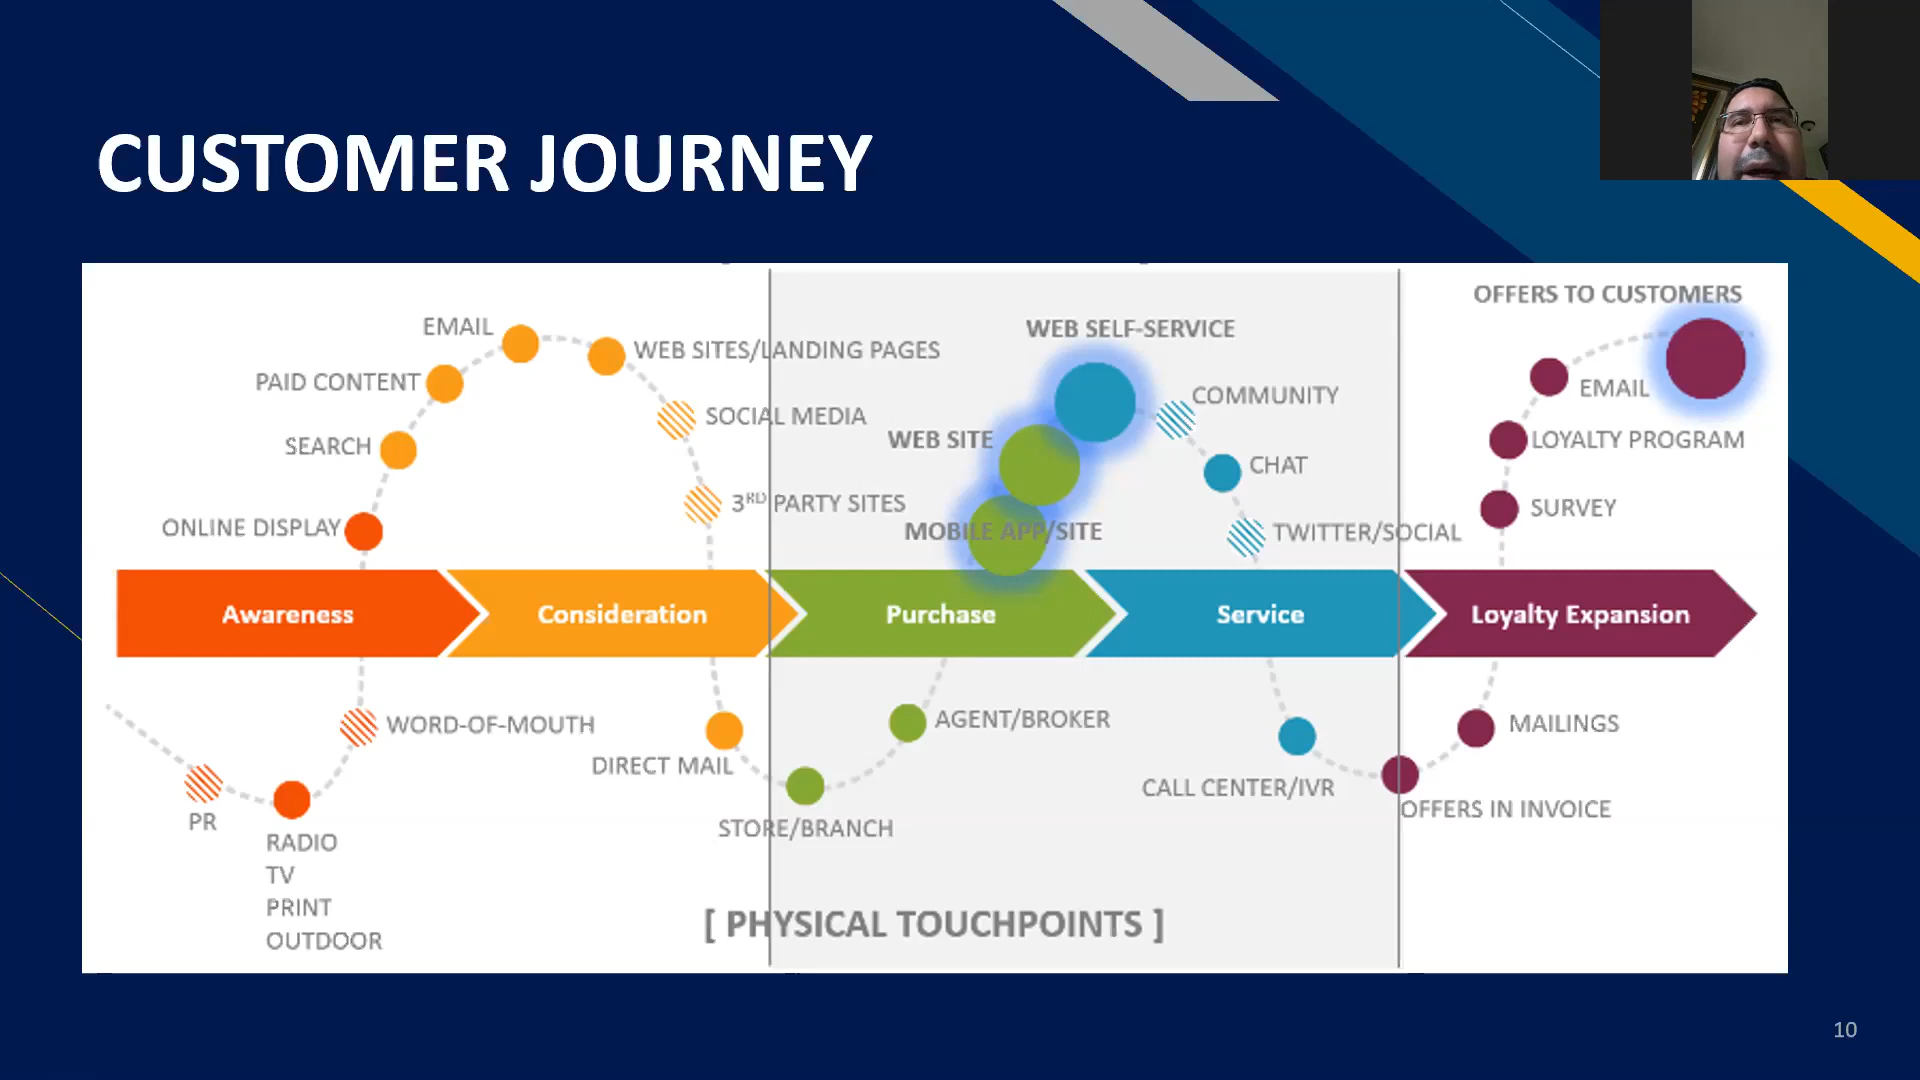 CUSTOMER JOURNEY
OFFERS TO CUSTOMERS
EMAIL
WEB SELF-SERVICE
WEB SITES/LANDING PAGES
PAID CONTENT
EMAIL
COMMUNITY
SOCIAL MEDIA
SEARCH
WEB SITE
LOYALTY PROGRAM
CHAT
3RD PARTY SITES
SURVEY
ONLINE DISPLAY
MOBILE APP/SITE
TWITTER/SOCIAL
Awareness
Consideration
Purchase
Service
Loyalty Expansion
WORD-OF-MOUTH
AGENT/BROKER
MAILINGS
DIRECT MAIL
CALL CENTER/IVR
OFFERS IN INVOICE
PR
STORE/BRANCH
RADIO
TV
PRINT
OUTDOOR
[ PHYSICAL TOUCHPOINTS ]
10